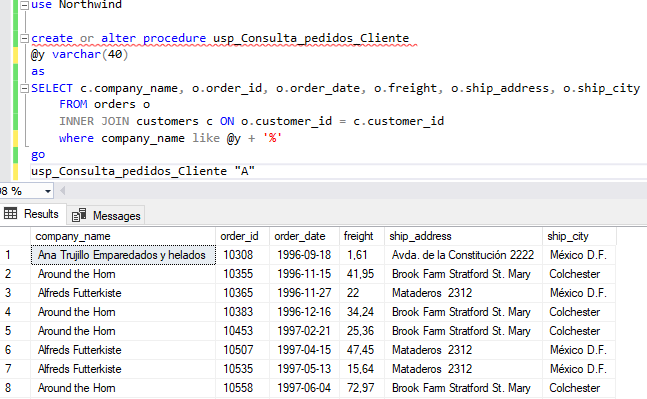 use Northwind
create or alter procedure usp_Consulta_pedidos_Cliente
@y varchar(40)
as
SELECT c.company_name, o.order_id, o.order_date, o.freight, o.ship_address, o.ship_city
FROM orders o
INNER JOIN customers c ON o.customer_id = c.customer_id
where company_name like @y + '%'
go
usp_Consulta_pedidos_Cliente "A"
98 %
Results Messages
company_name order_id order_date freight ship_address ship_city
1 Ana Trujillo Emparedados y helados 10308 1996-09-18 1,61 Avda. de la Constitución 2222 México D.F.
2 Around the Horn 10355 1996-11-15 41,95 Brook Farm Stratford St. Mary Colchester
3 Alfreds Futterkiste 10365 1996-11-27 22 Mataderos 2312 México D.F.
4 Around the Horn 10383 1996-12-16 34,24 Brook Farm Stratford St. Mary Colchester
5 Around the Horn 10453 1997-02-21 25,36 Brook Farm Stratford St. Mary Colchester
6 Alfreds Futterkiste 10507 1997-04-15 47,45 Mataderos 2312 México D.F.
7 Alfreds Futterkiste 10535 1997-05-13 15,64 Mataderos 2312 México D.F.
8 Around the Horn 10558 1997-06-04 72,97 Brook Farm Stratford St. Mary Colchester